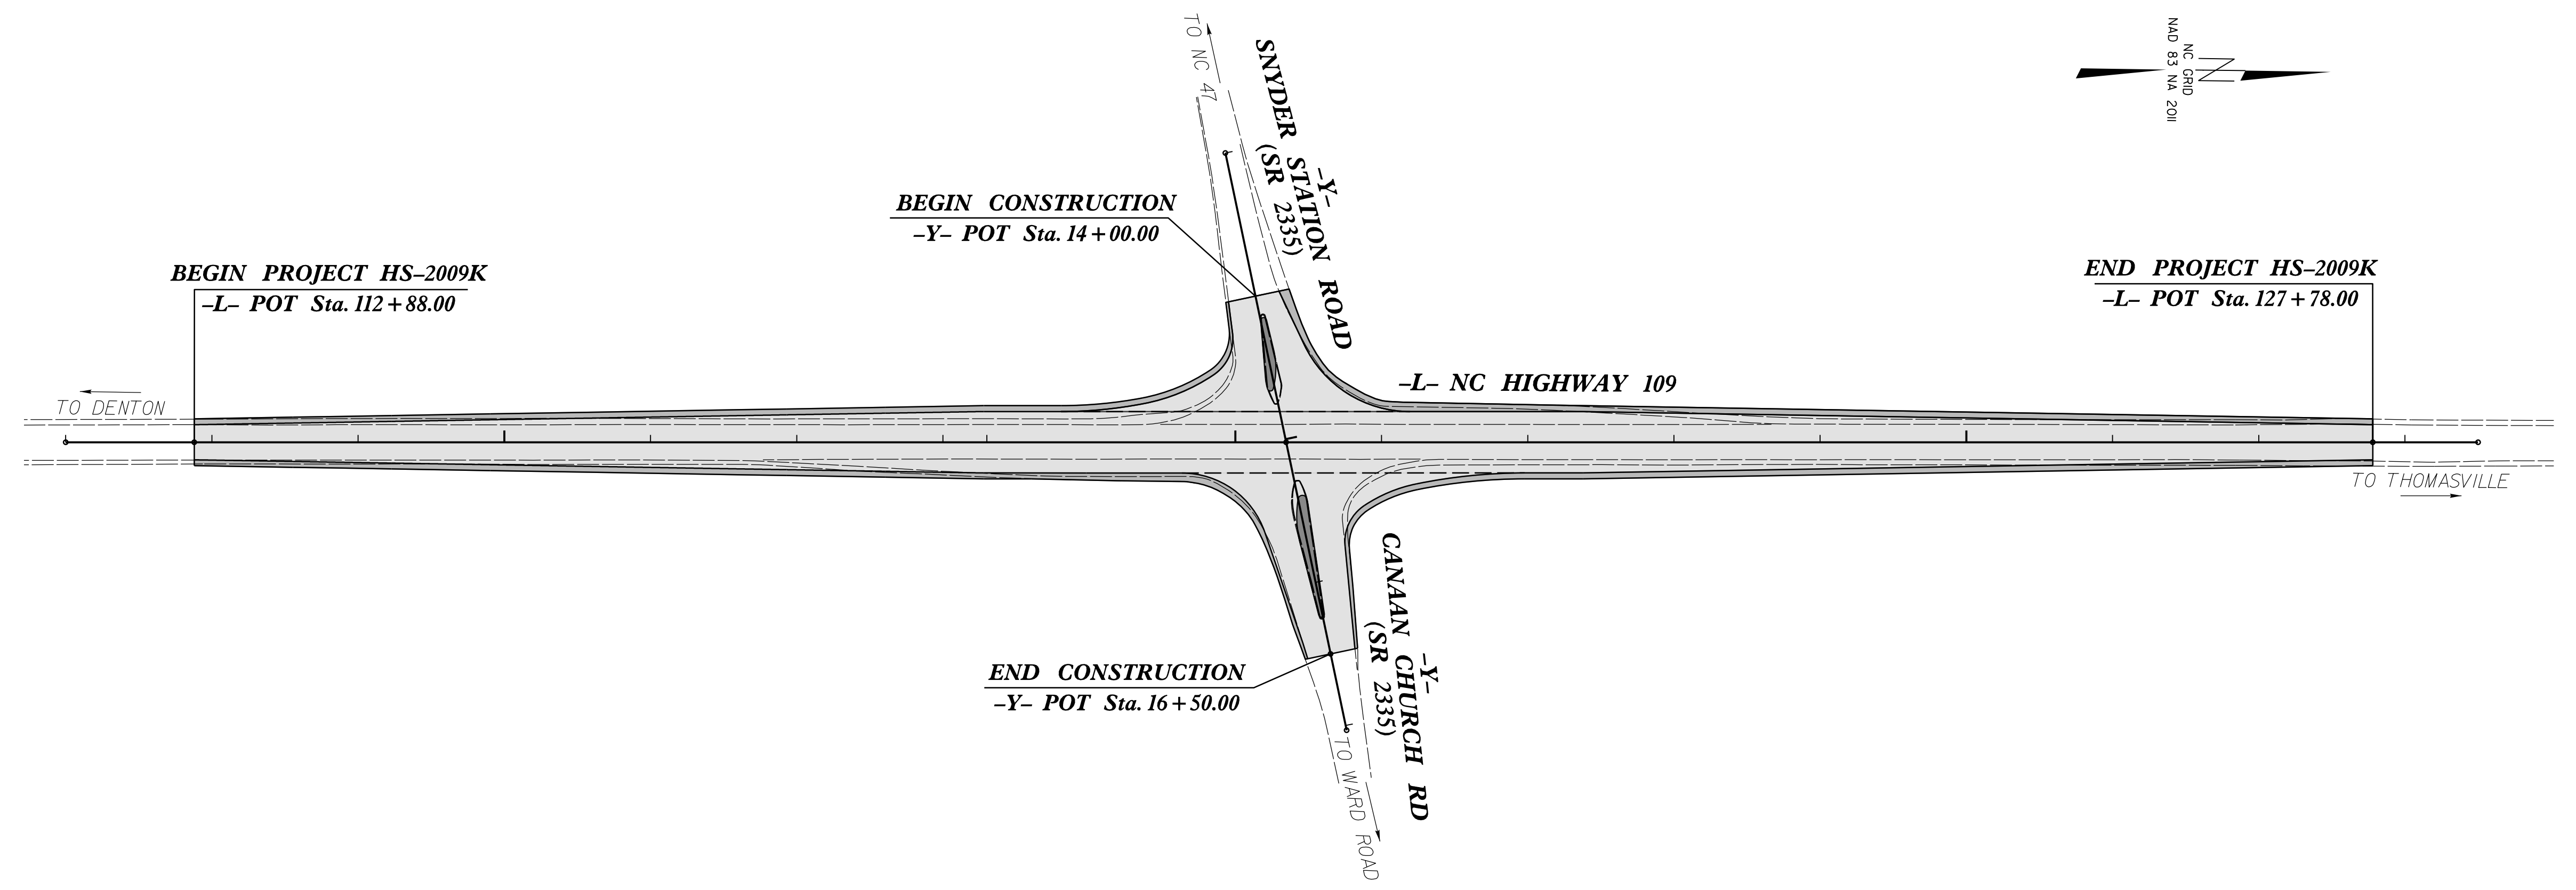 TO NC 47
SNYDER STATION ROAD
(SR 2335)
–Y–
NC GRID
NAD 83 NA 2011
BEGIN CONSTRUCTION
–Y– POT Sta. 14+00.00
BEGIN PROJECT HS–2009K
–L– POT Sta. 112+88.00
END PROJECT HS–2009K
–L– POT Sta. 127+78.00
–L– NC HIGHWAY 109
TO DENTON
TO THOMASVILLE
END CONSTRUCTION
–Y– POT Sta. 16+50.00
–Y–
CANAAN CHURCH RD
(SR 2335)
TO WARD ROAD